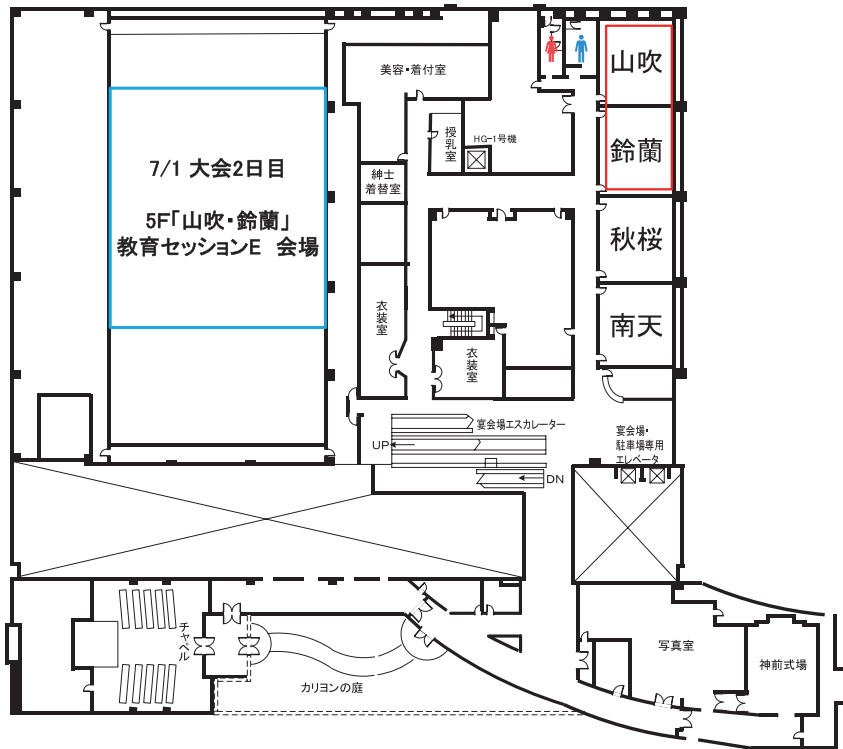 美容・着付室
山吹
授乳室
HG-1号機
鈴蘭
7/1 大会2日目
紳士
着替室
5F「山吹・鈴蘭」
教育セッションE 会場
秋桜
衣装室
南天
衣装室
宴会場エスカレーター
UP
宴会場・
駐車場専用
エレベータ
DN
チャペル
写真室
神前式場
カリヨンの庭